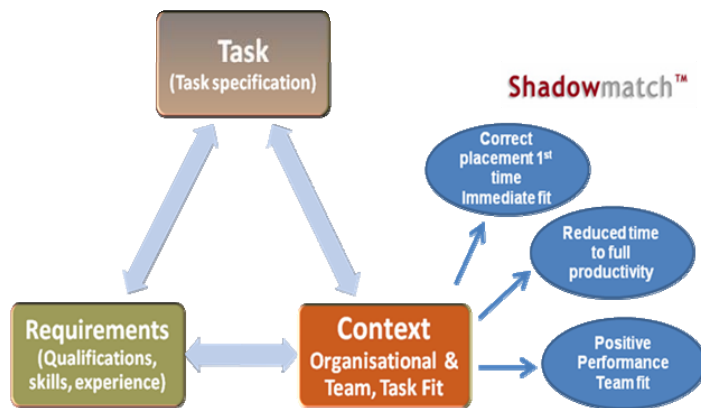 Task
(Task specification)
Shadowmatch™
Correct
placement 1st
time
Immediate fit
Reduced time
to full
productivity
Requirements
(Qualifications,
skills, experience)
Context
Organisational &
Team, Task Fit
Positive
Performance
Team fit